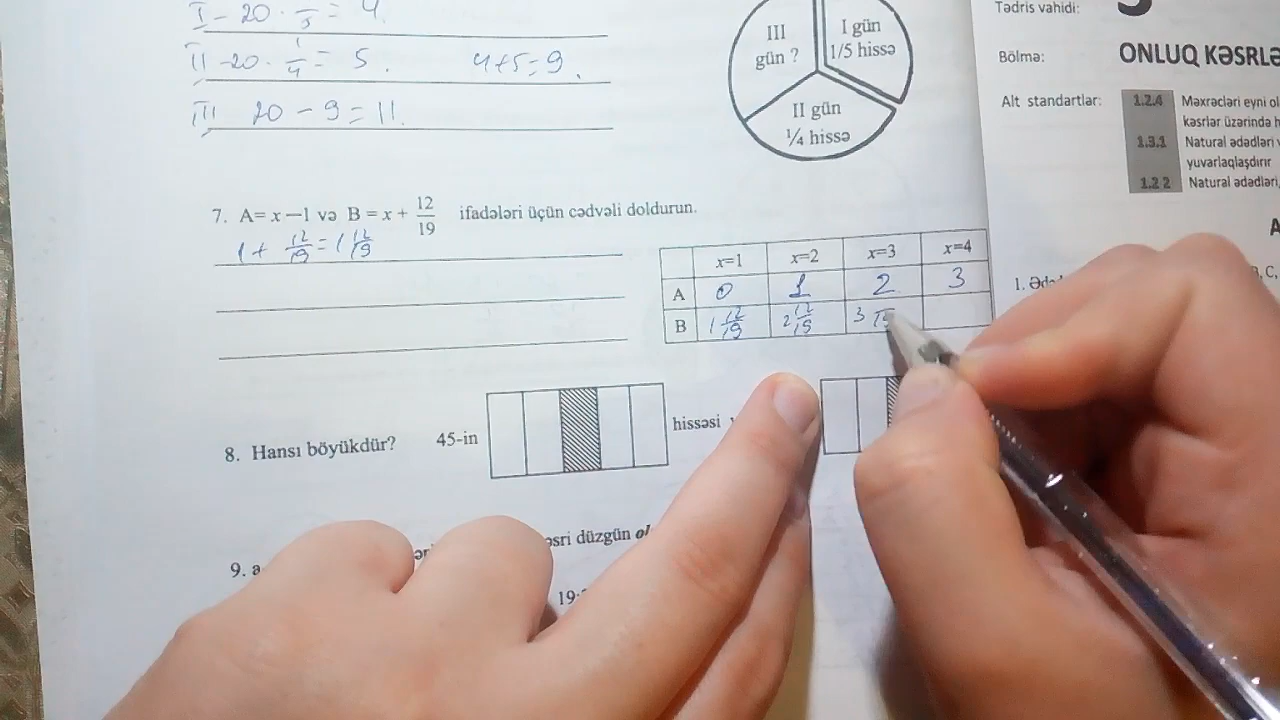 I - 20 · 1/5 = 4
II - 20 · 1/4 = 5. 4+5=9.
III 20 - 9 = 11.
III gün ?
I gün 1/5 hissə
II gün ¼ hissə
7. A= x —1 və B = x + 12/19 ifadələri üçün cədvəli doldurun.
1 + 12/19 = 1 12/19
x=1 x=2 x=3 x=4
A 0 1 2 3
B 1 12/19 2 12/19 3
8. Hansı böyükdür? 45-in hissəsi
9. a düzgün
19
Tədris vahidi:
Bölmə: ONLUQ KƏSRLƏ
Alt standartlar:
1.2.4 Məxrəcləri eyni ol
kəsrlər üzərində h
1.3.1 Natural ədədləri v
yuvarlaqlaşdırır
1.2 2 Natural ədədləri,
A
1.